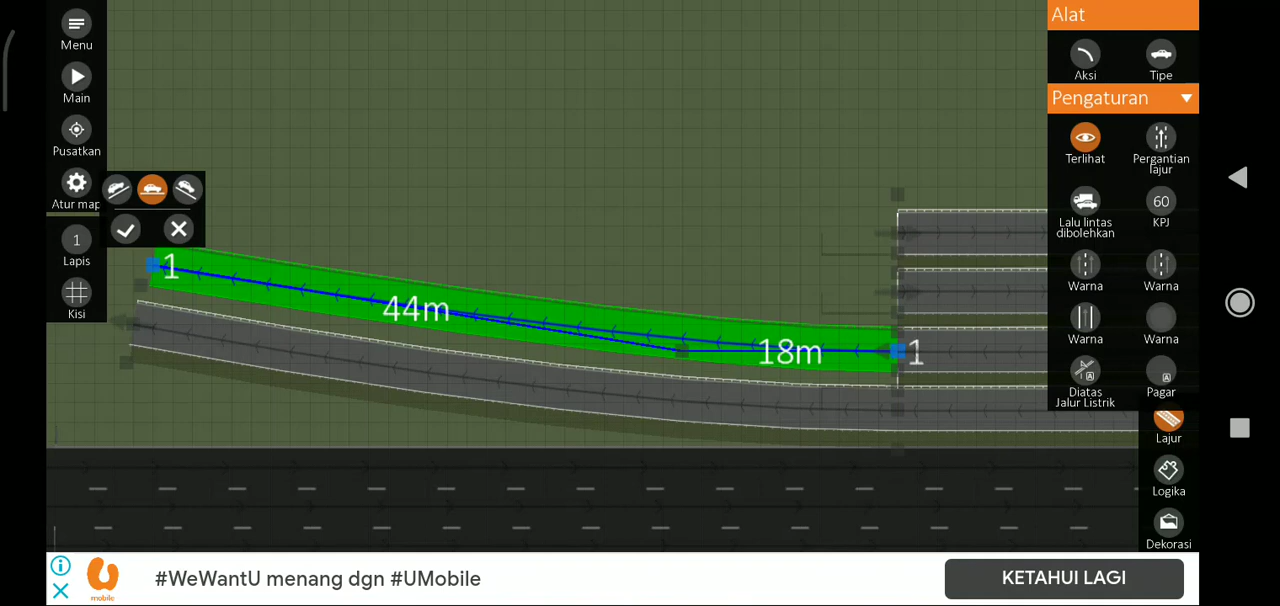 Menu
Main
Pusatkan
Atur map
1
Lapis
Kisi
1
44m
18m
1
Alat
Aksi
Tipe
Pengaturan
Terlihat
Pergantian
lajur
Lalu lintas
dibolehkan
60
KPJ
Warna
Warna
Warna
Warna
A
Diatas
Jalur Listrik
A
Pagar
Lajur
Logika
Dekorasi
mobile
#WeWantU menang dgn #UMobile
KETAHUI LAGI